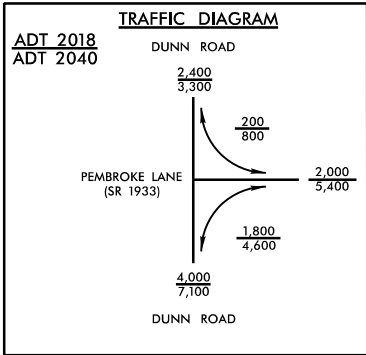 TRAFFIC DIAGRAM
ADT 2018
ADT 2040
DUNN ROAD
2,400
3,300
200
800
PEMBROKE LANE
(SR 1933)
2,000
5,400
1,800
4,600
4,000
7,100
DUNN ROAD